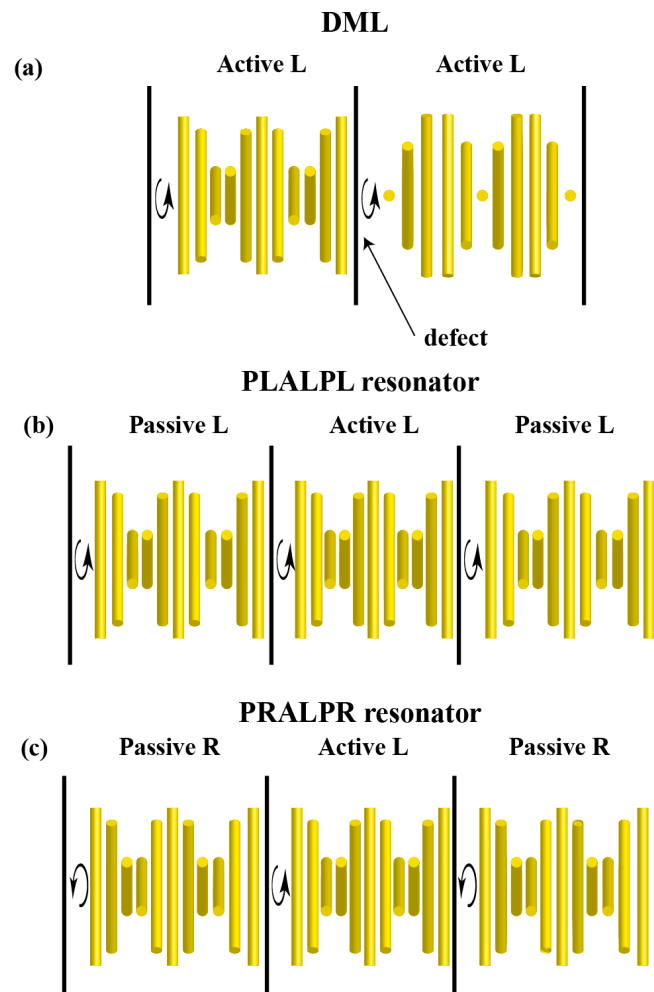 DML
(a)
Active L Active L
defect
PLALPL resonator
(b)
Passive L Active L Passive L
PRALPR resonator
(c)
Passive R Active L Passive R